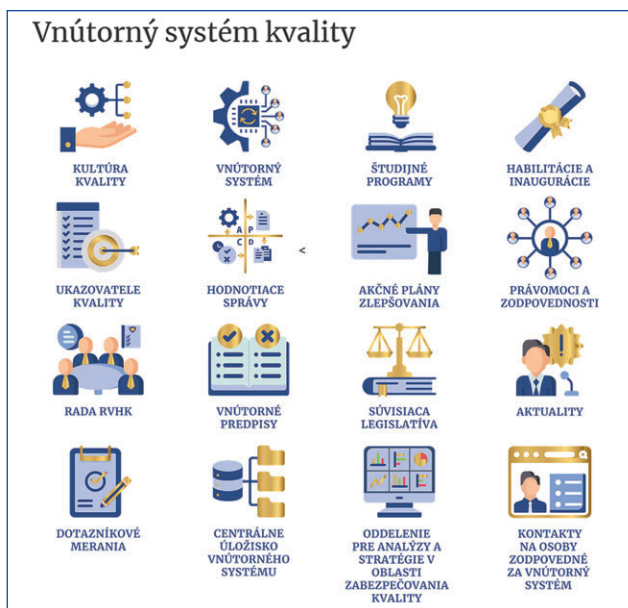 Vnútorný systém kvality
KULTÚRA
KVALITY
VNÚTORNÝ
SYSTÉM
ŠTUDIJNÉ
PROGRAMY
HABILITÁCIE A
INAUGURÁCIE
UKAZOVATELE
KVALITY
A P
C D
HODNOTIACE
SPRÁVY
<
AKČNÉ PLÁNY
ZLEPŠOVANIA
PRÁVOMOCI A
ZODPOVEDNOSTI
RADA RVHK
VNÚTORNÉ
PREDPISY
SÚVISIACA
LEGISLATÍVA
!
AKTUALITY
DOTAZNÍKOVÉ
MERANIA
CENTRÁLNE
ÚLOŽISKO
VNÚTORNÉHO
SYSTÉMU
ODDELENIE
PRE ANALÝZY A
STRATÉGIE V
OBLASTI
ZABEZPEČOVANIA
KVALITY
KONTAKTY
NA OSOBY
ZODPOVEDNÉ
ZA VNÚTORNÝ
SYSTÉM